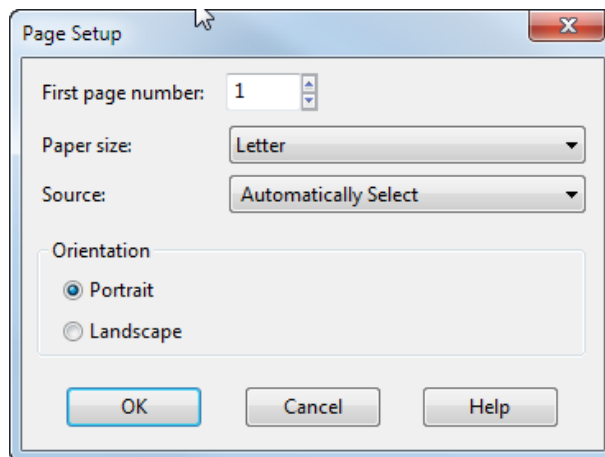 Page Setup
First page number: 1
Paper size: Letter
Source: Automatically Select
Orientation
Portrait
Landscape
OK Cancel Help